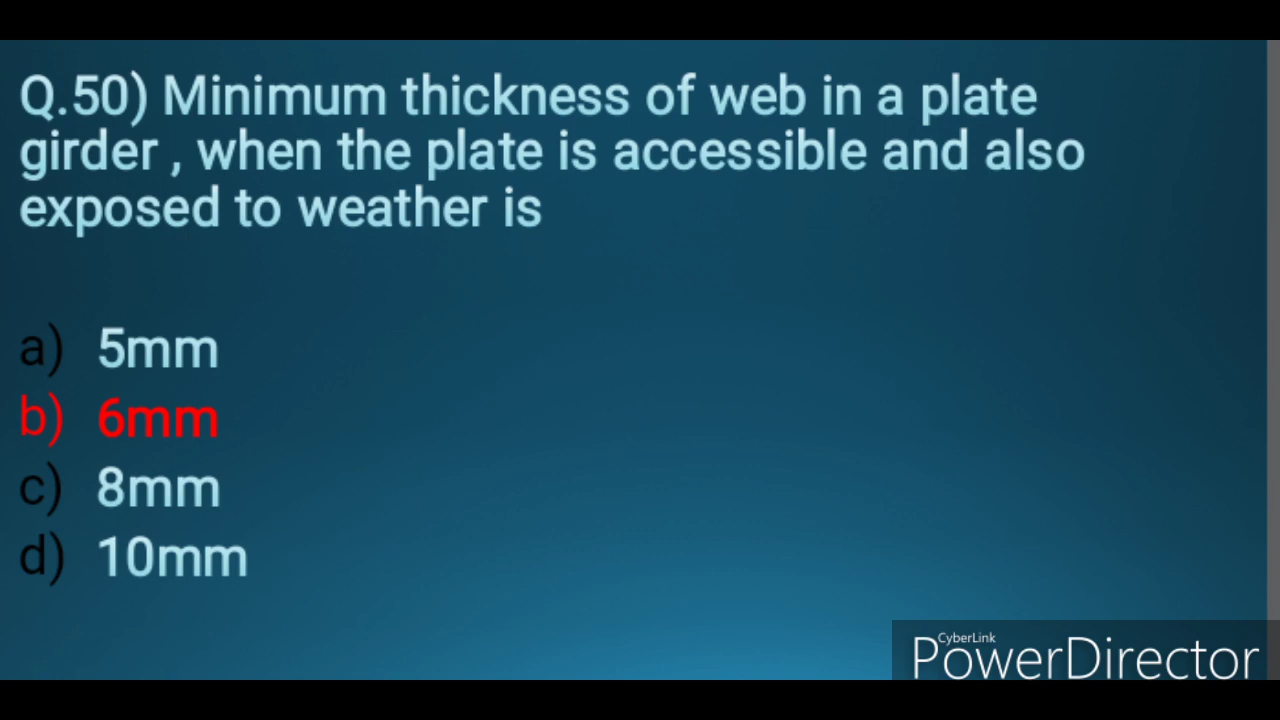 Q.50) Minimum thickness of web in a plate
girder , when the plate is accessible and also
exposed to weather is
a) 5mm
b) 6mm
c) 8mm
d) 10mm
CyberLink
PowerDirector